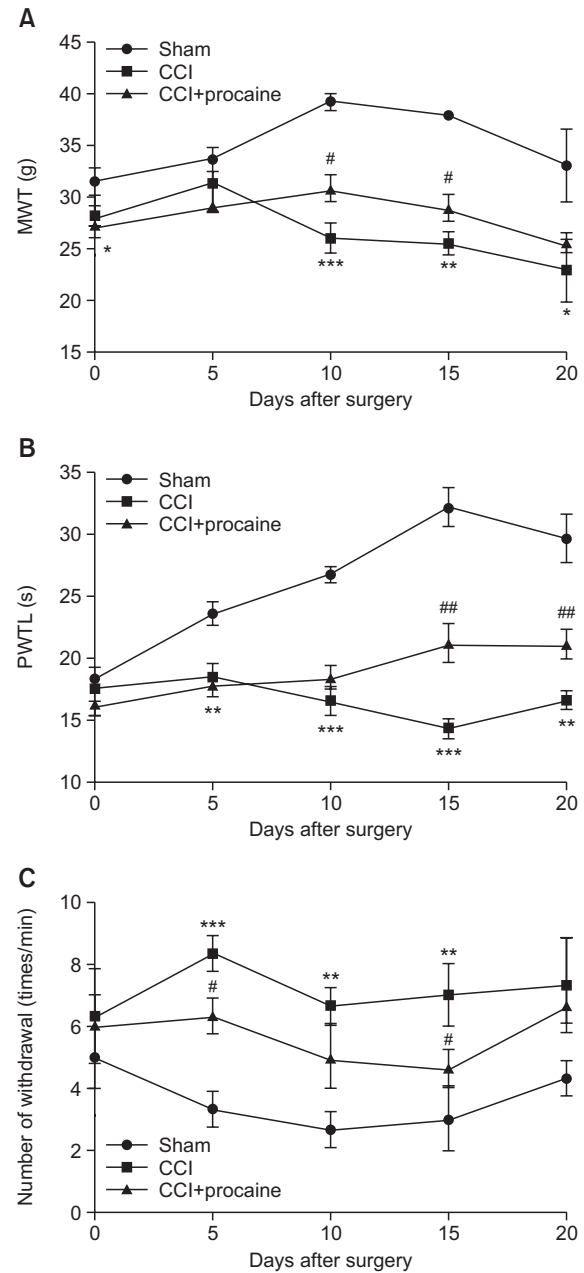 A
45
40
35
30
25
20
15
MWT (g)
Sham
CCI
CCI+procaine
#
#
*
***
**
*
0 5 10 15 20
Days after surgery
B
35
30
25
20
15
10
PWTL (s)
Sham
CCI
CCI+procaine
##
##
**
***
***
**
0 5 10 15 20
Days after surgery
C
10
8
6
4
2
0
Number of withdrawal (times/min)
***
#
**
**
#
Sham
CCI
CCI+procaine
0 5 10 15 20
Days after surgery